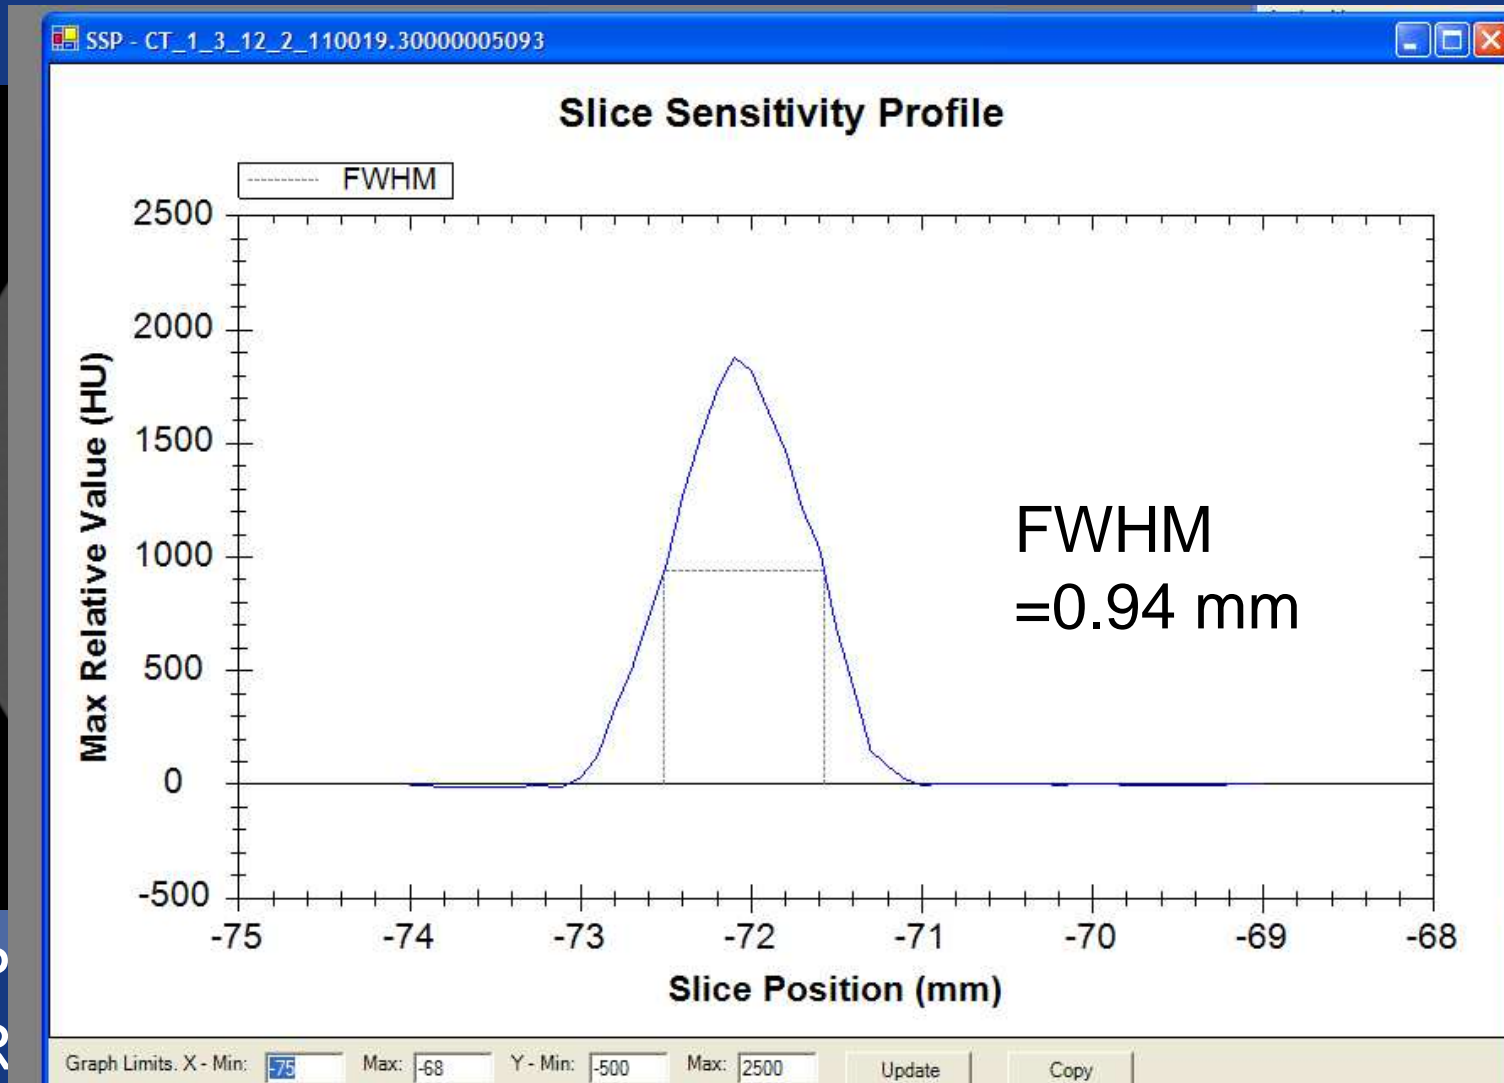 SSP - CT_1_3_12_2_110019.30000005093
Slice Sensitivity Profile
FWHM
2500
2000
1500
1000
500
0
-500
Max Relative Value (HU)
FWHM
=0.94 mm
-75 -74 -73 -72 -71 -70 -69 -68
Slice Position (mm)
Graph Limits. X - Min: -75 Max: -68 Y - Min: -500 Max: 2500 Update Copy